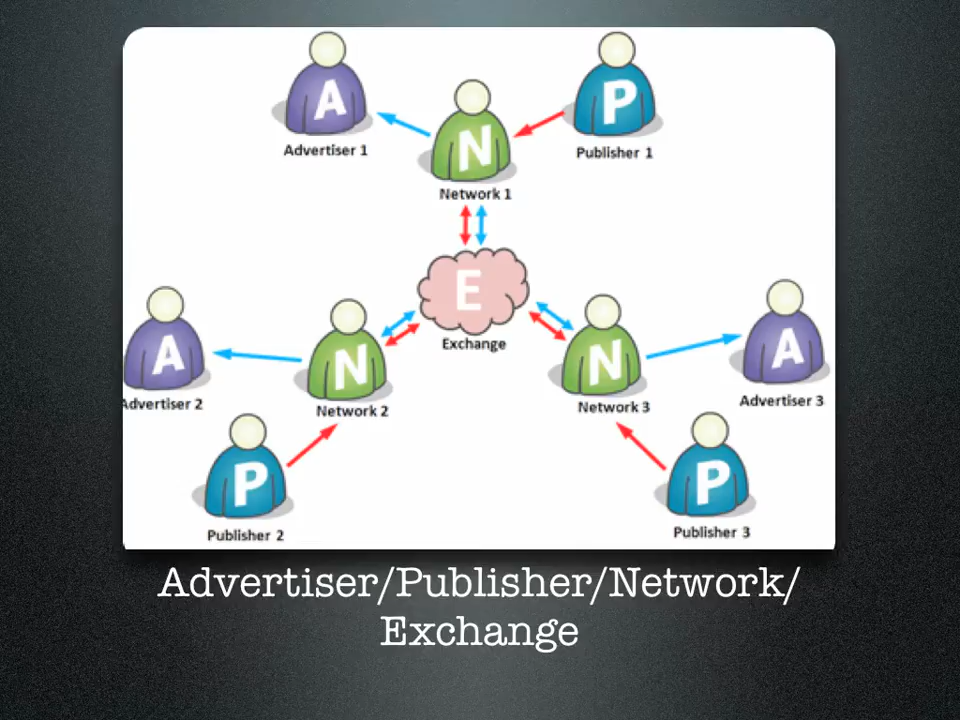 A
P
Advertiser 1
N
Publisher 1
Network 1
E
Exchange
A
N
N
A
Advertiser 2
Network 2
Network 3
Advertiser 3
P
P
Publisher 2
Publisher 3
Advertiser/Publisher/Network/
Exchange